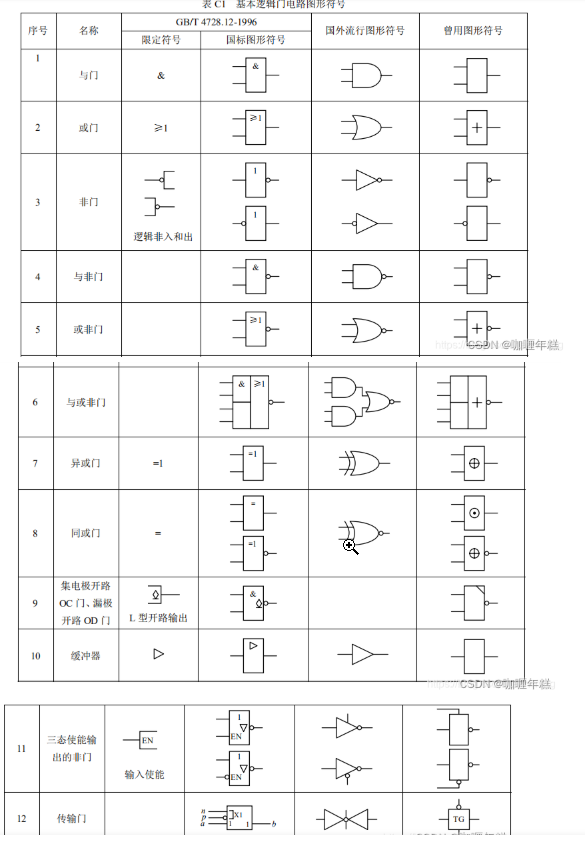 表 C1 基本逻辑门电路图形符号
序号 名称 GB/T 4728.12-1996 国外流行图形符号 曾用图形符号
限定符号 国标图形符号
1 与门 & &
2 或门 ≥1 ≥1 +
3 非门 逻辑非入和出 1 1
4 与非门 &
5 或非门 ≥1 +
CSDN @咖喱年糕
6 与或非门 & ≥1 +
7 异或门 =1 =1
8 同或门 = = =1
9 集电极开路 OC 门、漏极开路 OD 门 L 型开路输出 &
10 缓冲器
CSDN @咖喱年糕
11 三态使能输出的非门 EN 输入使能 1 EN 1 EN
12 传输门 n p a X1 1 1 b TG